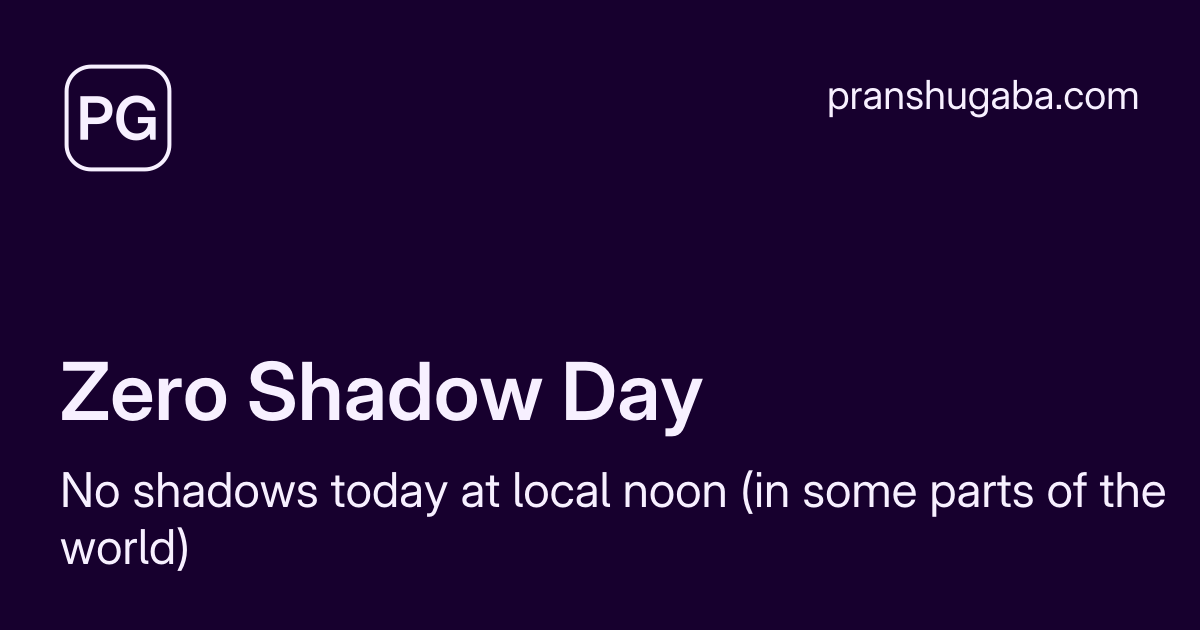 PG
pranshugaba.com
Zero Shadow Day
No shadows today at local noon (in some parts of the
world)